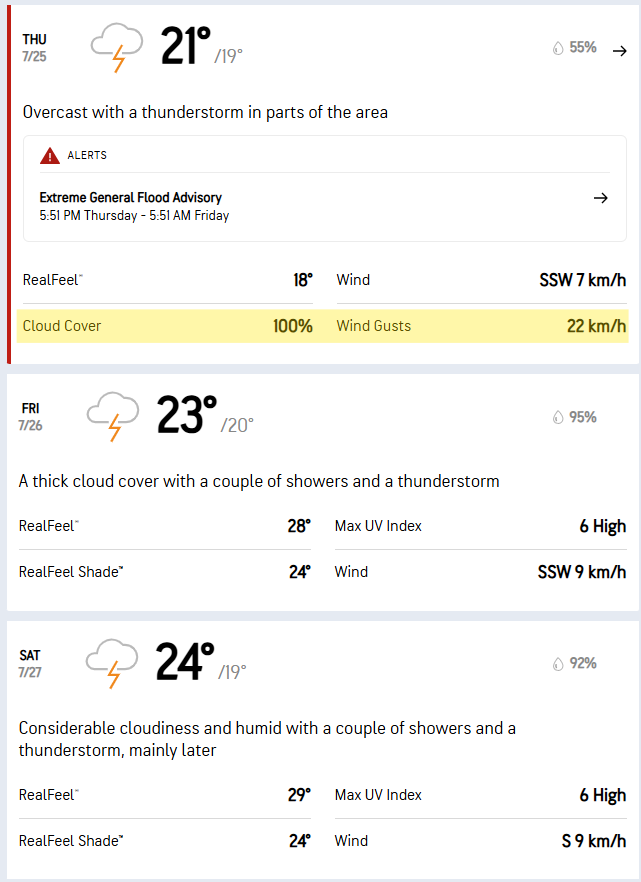 THU
7/25
21° /19°
55%
Overcast with a thunderstorm in parts of the area
ALERTS
Extreme General Flood Advisory
5:51 PM Thursday - 5:51 AM Friday
RealFeel™ 18°
Wind SSW 7 km/h
Cloud Cover 100%
Wind Gusts 22 km/h
FRI
7/26
23° /20°
95%
A thick cloud cover with a couple of showers and a thunderstorm
RealFeel™ 28°
Max UV Index 6 High
RealFeel Shade™ 24°
Wind SSW 9 km/h
SAT
7/27
24° /19°
92%
Considerable cloudiness and humid with a couple of showers and a
thunderstorm, mainly later
RealFeel™ 29°
Max UV Index 6 High
RealFeel Shade™ 24°
Wind S 9 km/h